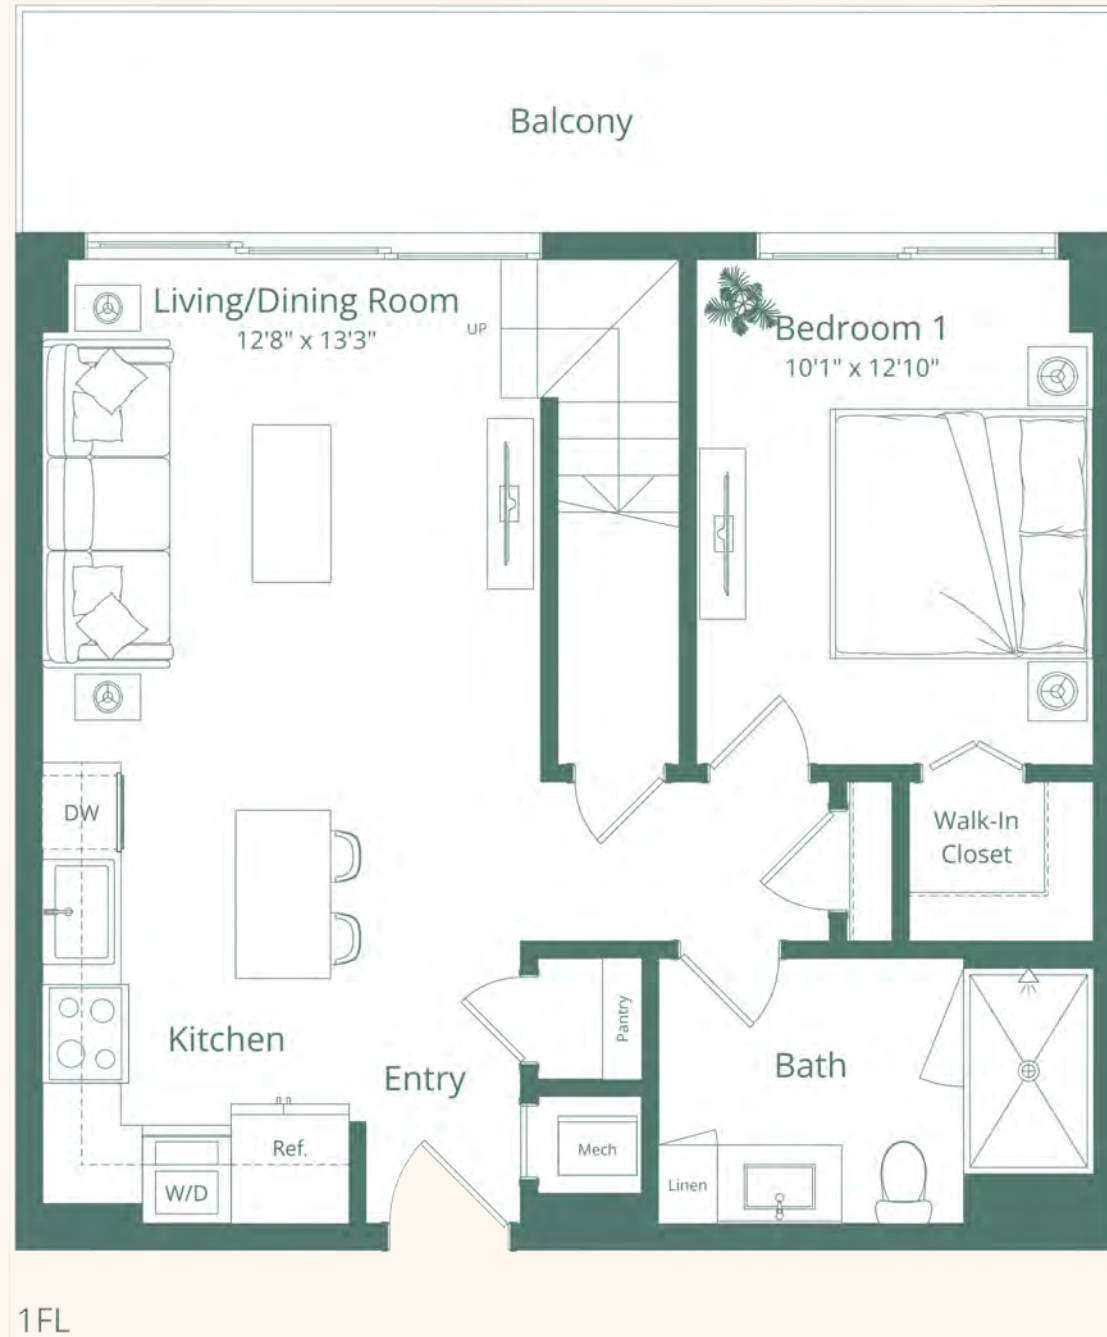 Balcony
Living/Dining Room
12'8" x 13'3"
UP
Bedroom 1
10'1" x 12'10"
DW
Walk-In
Closet
Kitchen
Entry
Pantry
Bath
Ref.
Mech
W/D
Linen
1FL